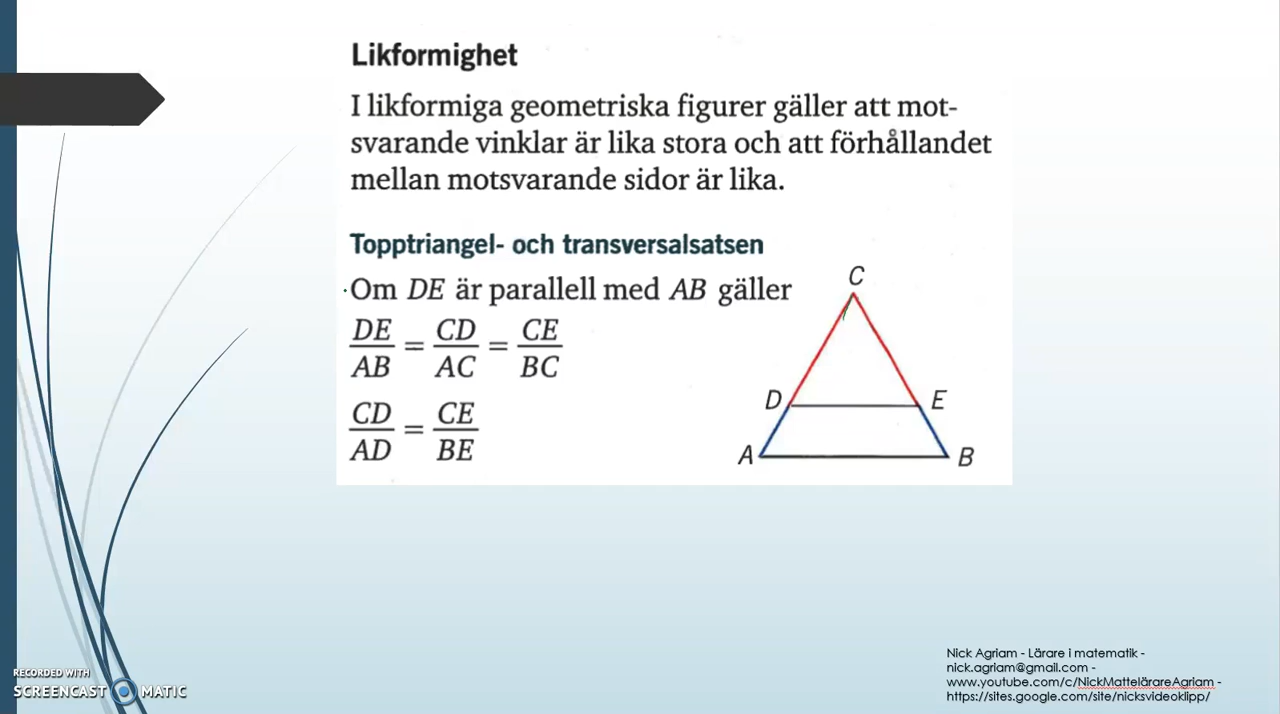 Likformighet
I likformiga geometriska figurer gäller att mot-
svarande vinklar är lika stora och att förhållandet
mellan motsvarande sidor är lika.
Topptriangel- och transversalsatsen
Om DE är parallell med AB gäller
DE/AB = CD/AC = CE/BC
CD/AD = CE/BE
C
D
E
A
B
Nick Agriam - Lärare i matematik -
nick.agriam@gmail.com -
www.youtube.com/c/NickMattelärareAgriam -
https://sites.google.com/site/nicksvideoklipp/
RECORDED WITH
SCREENCAST MATIC